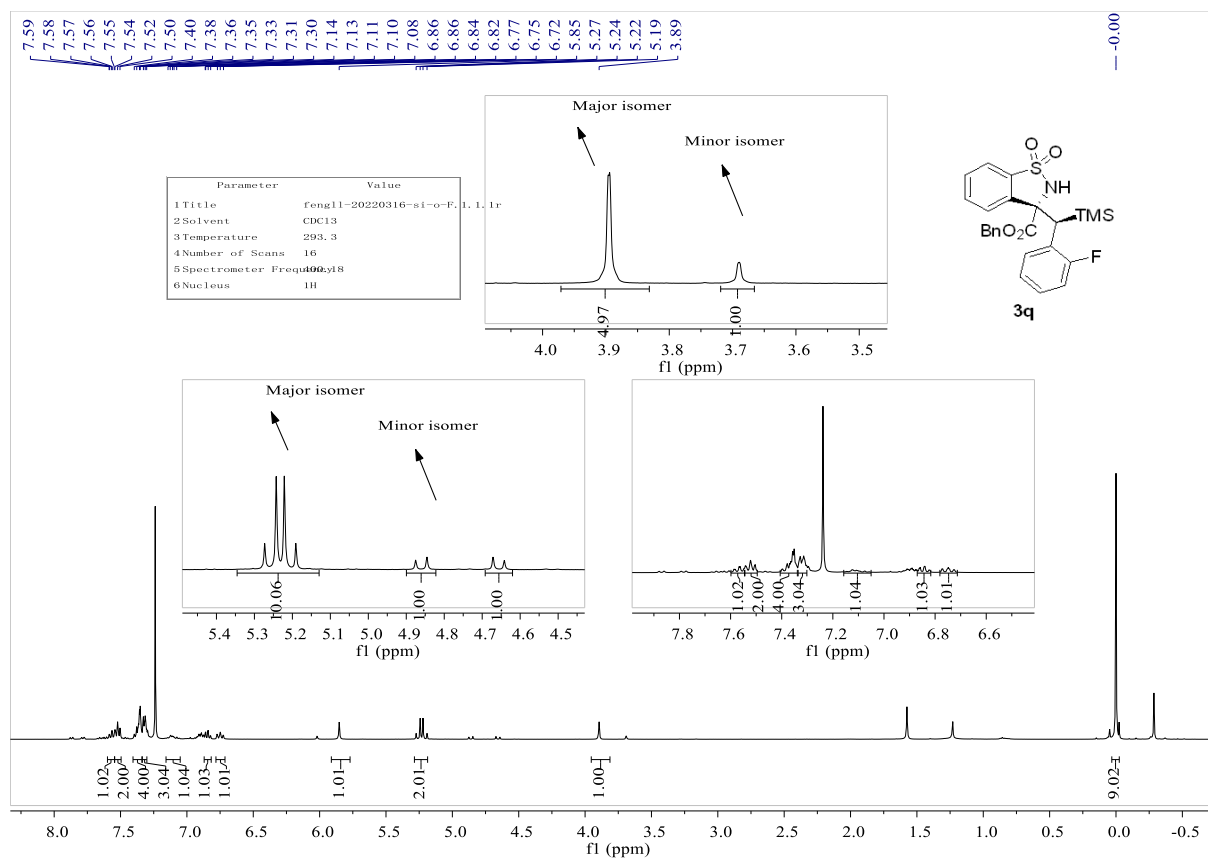 7.59 7.58 7.57 7.56 7.55 7.54 7.52 7.50 7.40 7.38 7.36 7.35 7.33 7.31 7.30 7.14 7.13 7.11 7.10 7.08 6.86 6.86 6.84 6.82 6.77 6.75 6.72 5.85 5.27 5.24 5.22 5.19 3.89 -0.00
Major isomer
Minor isomer
4.97 1.00
4.0 3.9 3.8 3.7 3.6 3.5
f1 (ppm)
Parameter Value
1 Title fengll-20220316-si-o-F.1.1.1r
2 Solvent CDCl3
3 Temperature 293.3
4 Number of Scans 16
5 Spectrometer Frequency
6 Nucleus 1H
O O
S
NH
TMS
BnO2C
F
3q
Major isomer
Minor isomer
10.06 1.00 1.00
5.4 5.3 5.2 5.1 5.0 4.9 4.8 4.7 4.6 4.5
f1 (ppm)
1.02 2.00 4.00 3.04 1.04 1.03 1.01
7.8 7.6 7.4 7.2 7.0 6.8 6.6
f1 (ppm)
1.02 2.00 4.00 3.04 1.04 1.03 1.01 1.01 2.01 1.00 9.02
8.0 7.5 7.0 6.5 6.0 5.5 5.0 4.5 4.0 3.5 3.0 2.5 2.0 1.5 1.0 0.5 0.0 -0.5
f1 (ppm)